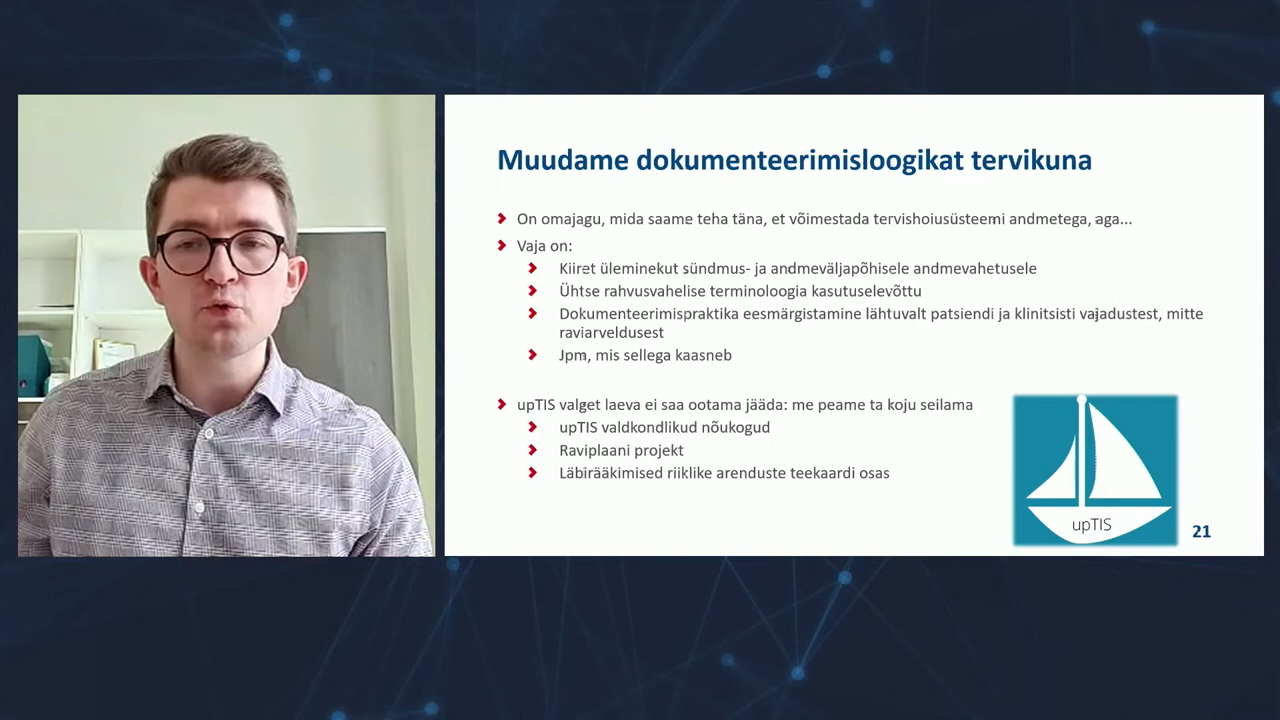 Muudame dokumenteerimisloogikat tervikuna
On omajagu, mida saame teha täna, et võimestada tervishoiusüsteemi andmetega, aga...
Vaja on:
Kiiret üleminekut sündmus- ja andmeväljapõhisele andmevahetusele
Ühtse rahvusvahelise terminoloogia kasutuselevõttu
Dokumenteerimispraktika eesmärgistamine lähtuvalt patsiendi ja klinitsisti vajadustest, mitte
raviarveldusest
Jpm, mis sellega kaasneb
upTIS valget laeva ei saa ootama jääda: me peame ta koju seilama
upTIS valdkondlikud nõukogud
Raviplaani projekt
Läbirääkimised riiklike arenduste teekaardi osas
upTIS
21